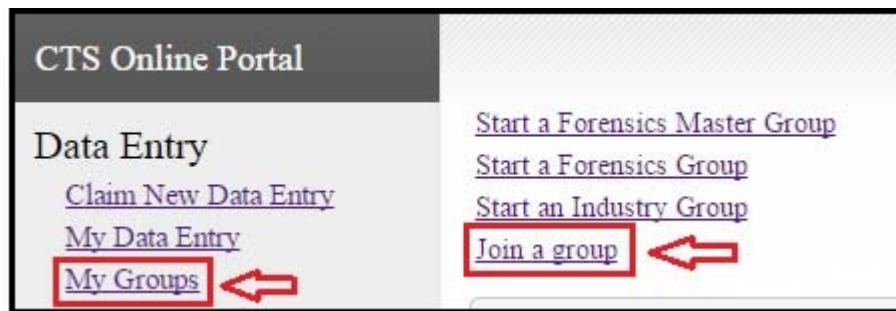 CTS Online Portal
Data Entry
Claim New Data Entry
My Data Entry
My Groups
Start a Forensics Master Group
Start a Forensics Group
Start an Industry Group
Join a group